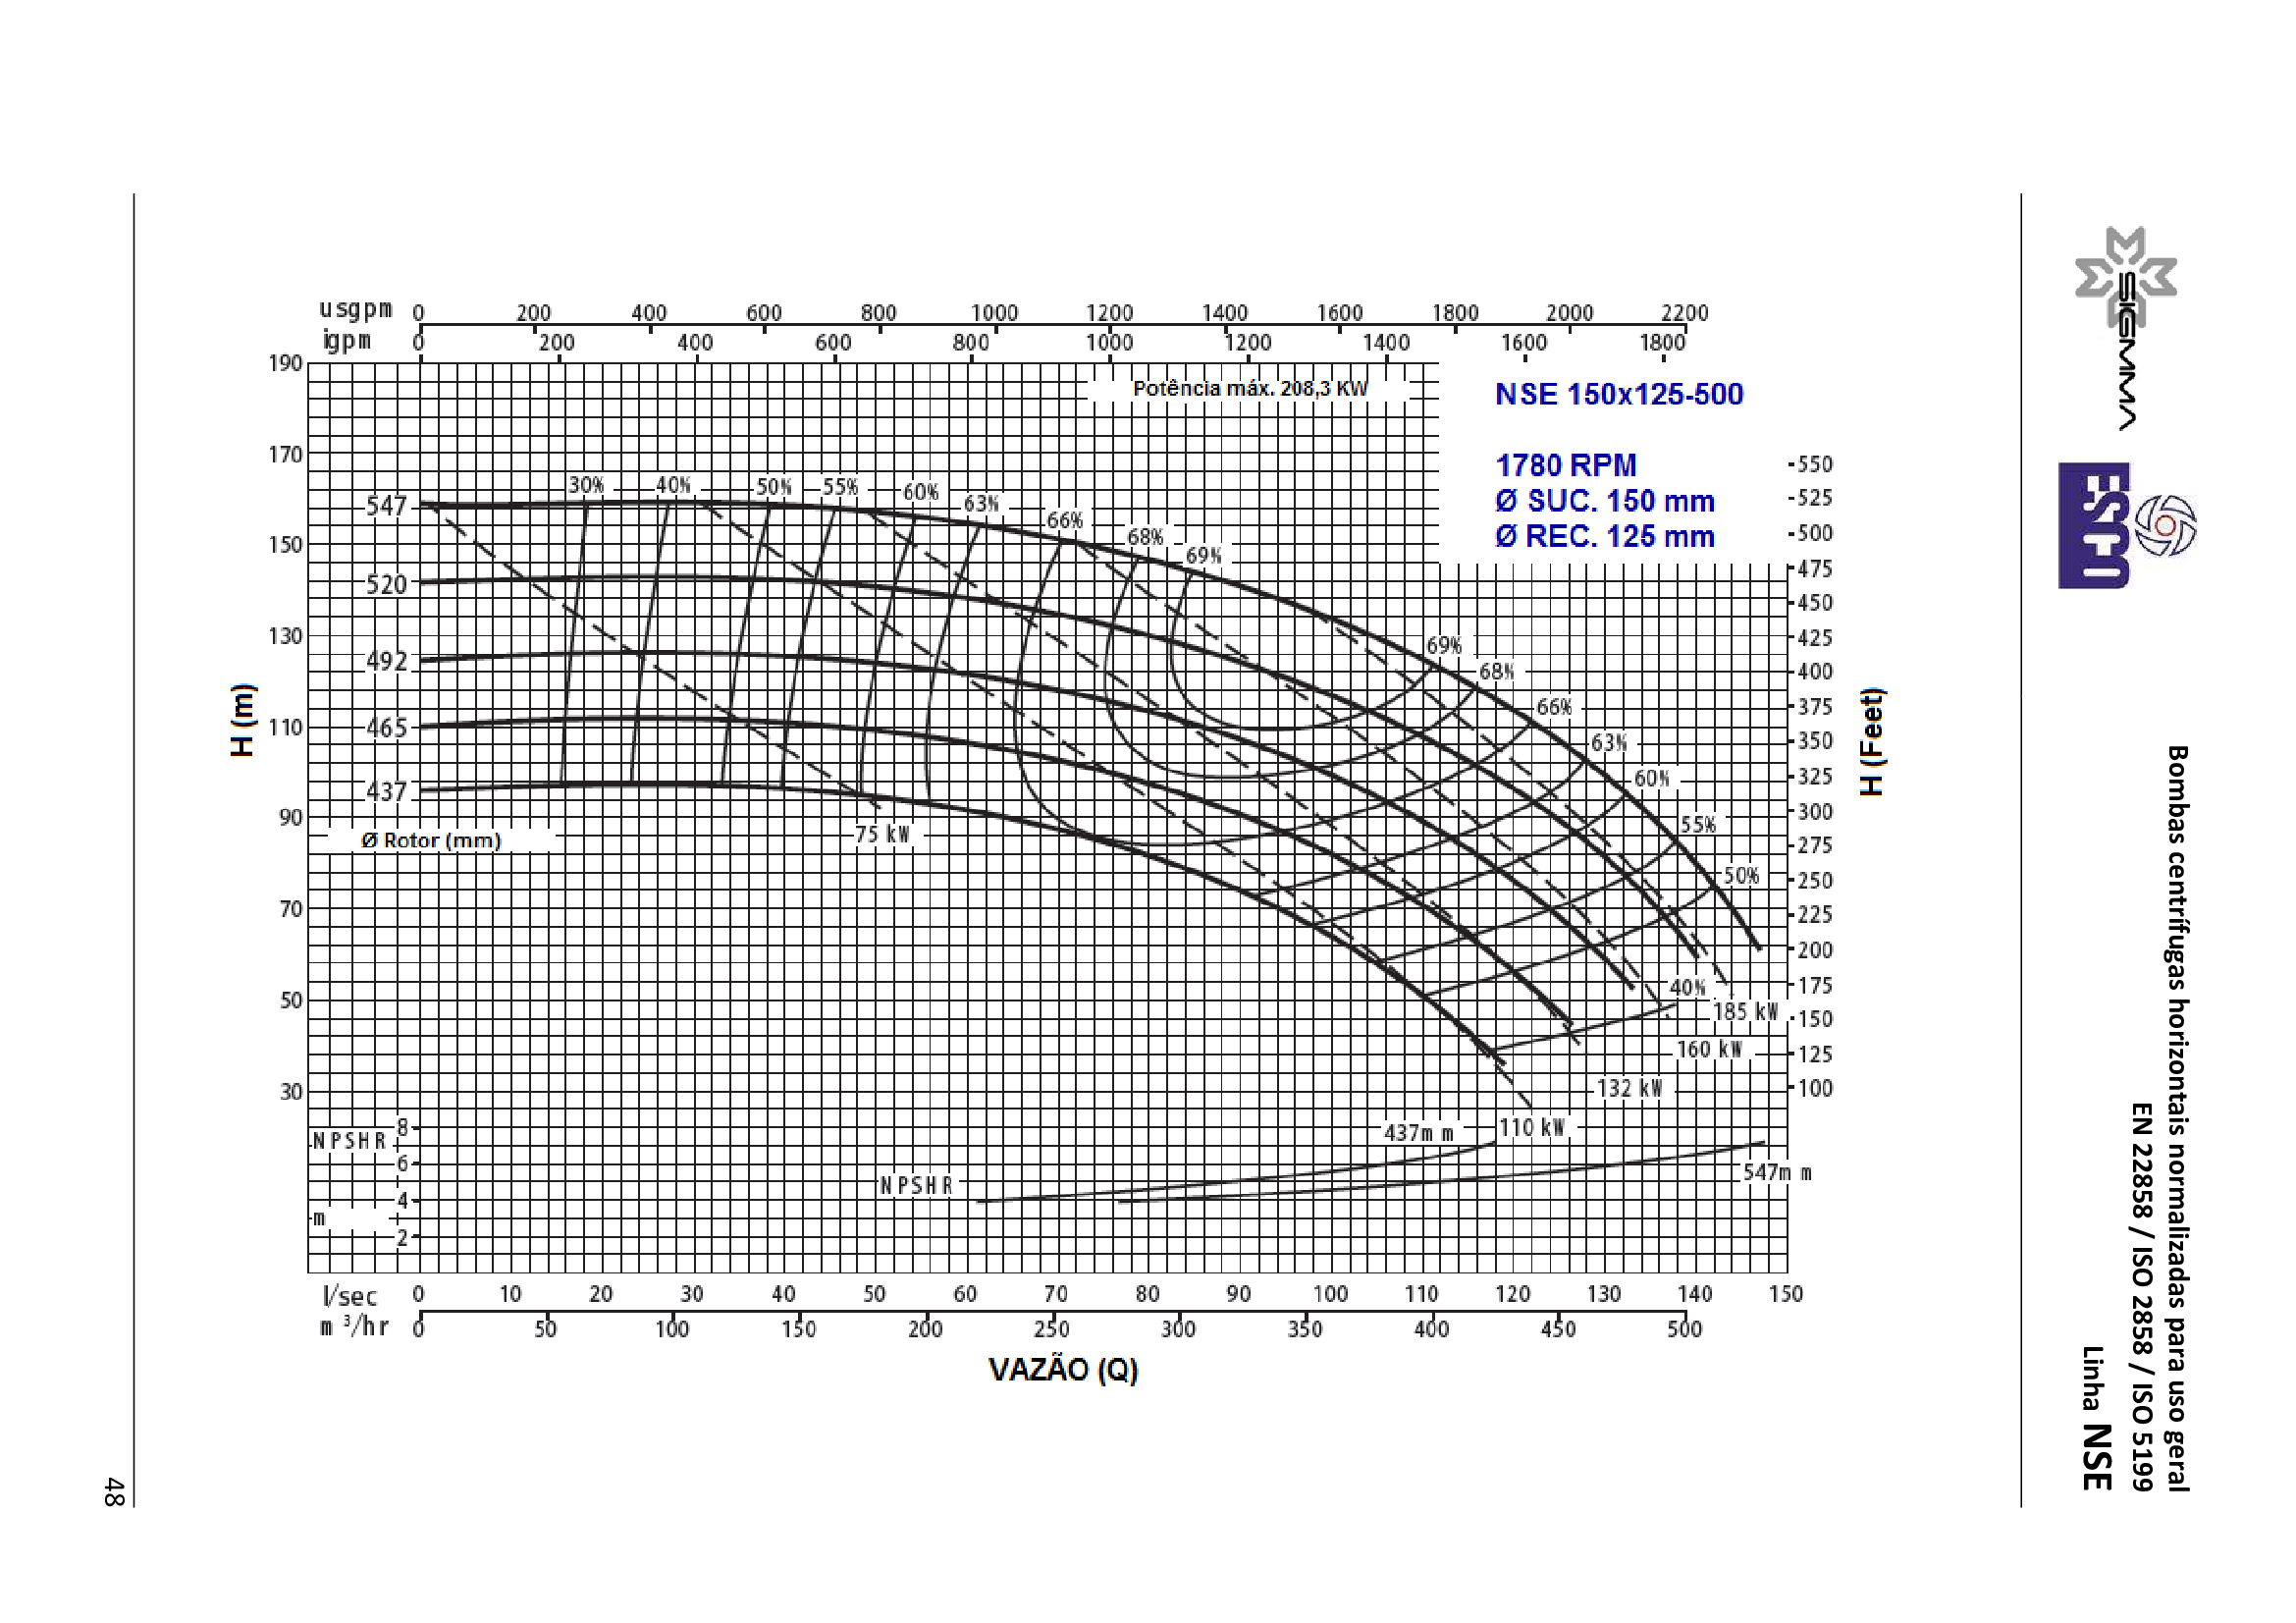 usgpm 0 200 400 600 800 1000 1200 1400 1600 1800 2000 2200
igpm 0 200 400 600 800 1000 1200 1400 1600 1800
Potência máx. 208,3 KW
NSE 150x125-500
1780 RPM
Ø SUC. 150 mm
Ø REC. 125 mm
H (m)
190
170
150
130
110
90
70
50
30
547
520
492
465
437
Ø Rotor (mm)
30% 40% 50% 55% 60% 63% 66% 68% 69%
69%
68%
66%
63%
60%
55%
50%
40%
75 kW
185 kW
160 kW
132 kW
110 kW
H (Feet)
550
525
500
475
450
425
400
375
350
325
300
275
250
225
200
175
150
125
100
NPSHR
m
8
6
4
2
NPSHR
437mm
547mm
l/sec 0 10 20 30 40 50 60 70 80 90 100 110 120 130 140 150
m³/hr 0 50 100 150 200 250 300 350 400 450 500
VAZÃO (Q)
SIGMMA
ESCO
Bombas centrífugas horizontais normalizadas para uso geral
EN 22858 / ISO 2858 / ISO 5199
Linha NSE
48